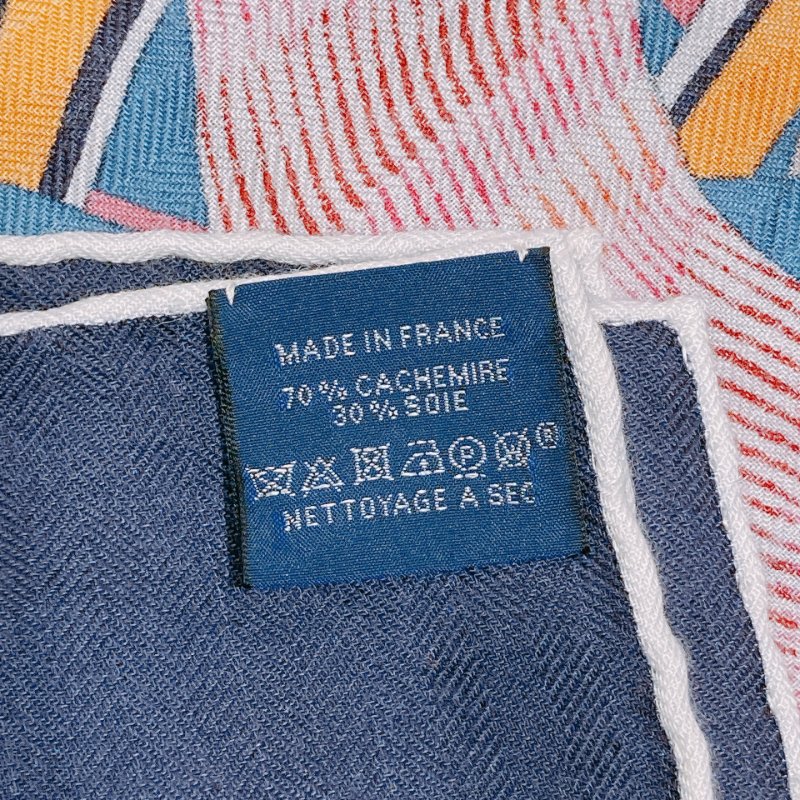 MADE IN FRANCE
70% CACHEMIRE
30% SOIE
P W ®
NETTOYAGE A SEC